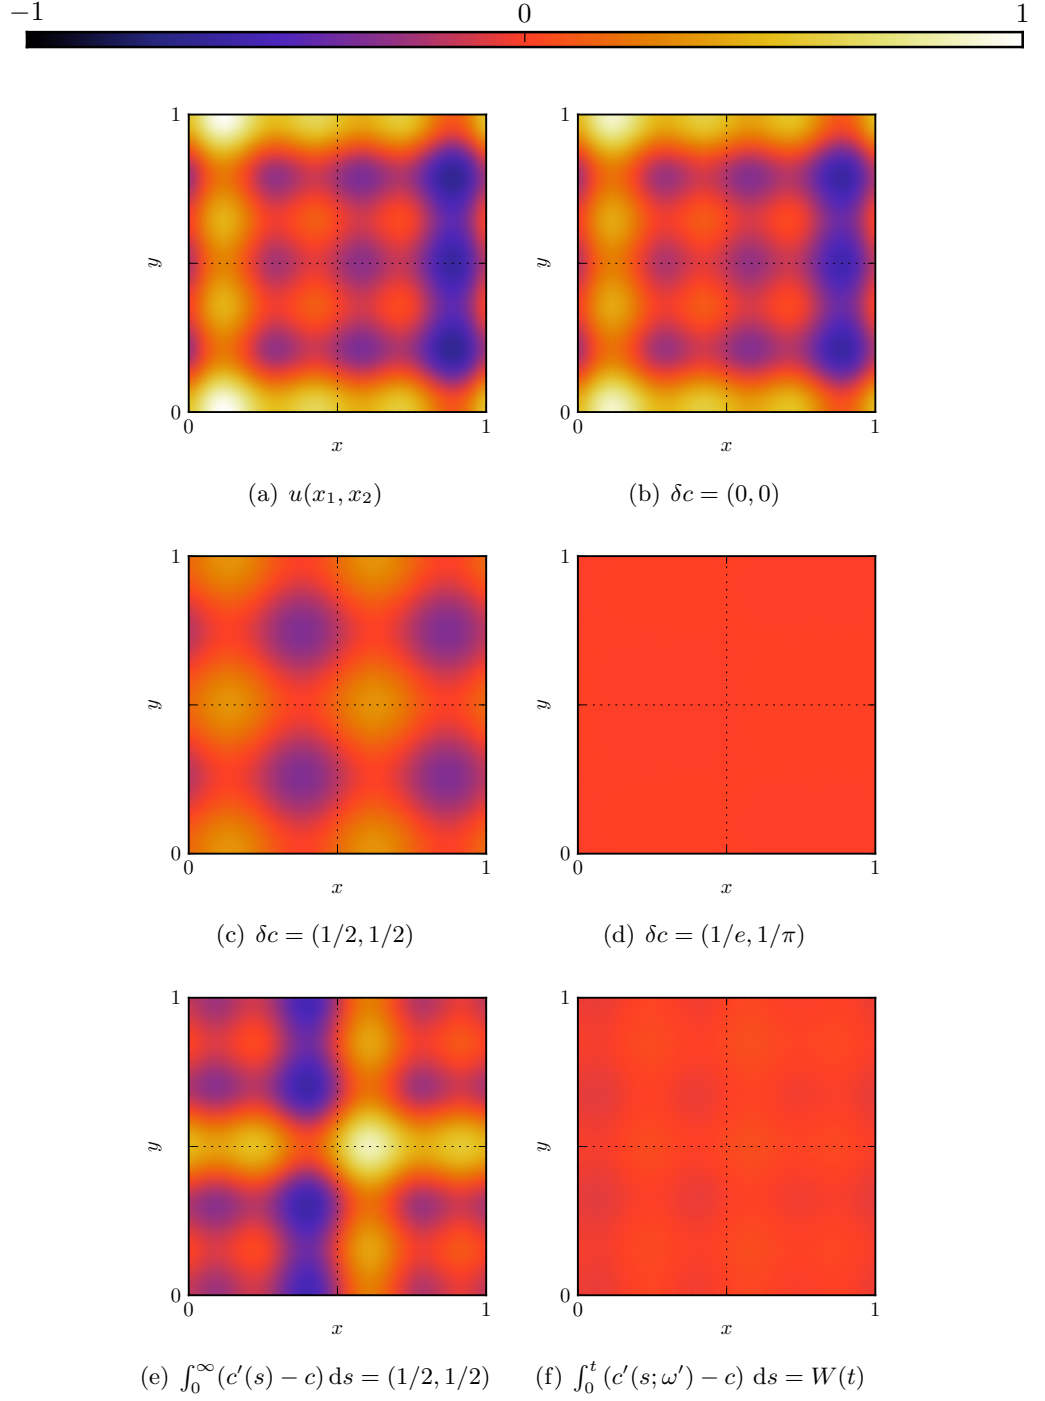 −1 0 1
1 1
y y
0 0
0 1 0 1
x x
(a) u(x₁, x₂) (b) δc = (0, 0)
1 1
y y
0 0
0 1 0 1
x x
(c) δc = (1/2, 1/2) (d) δc = (1/e, 1/π)
1 1
y y
0 0
0 1 0 1
x x
(e) ∫₀^∞ (c′(s) − c) ds = (1/2, 1/2) (f) ∫₀^t (c′(s; ω′) − c) ds = W(t)